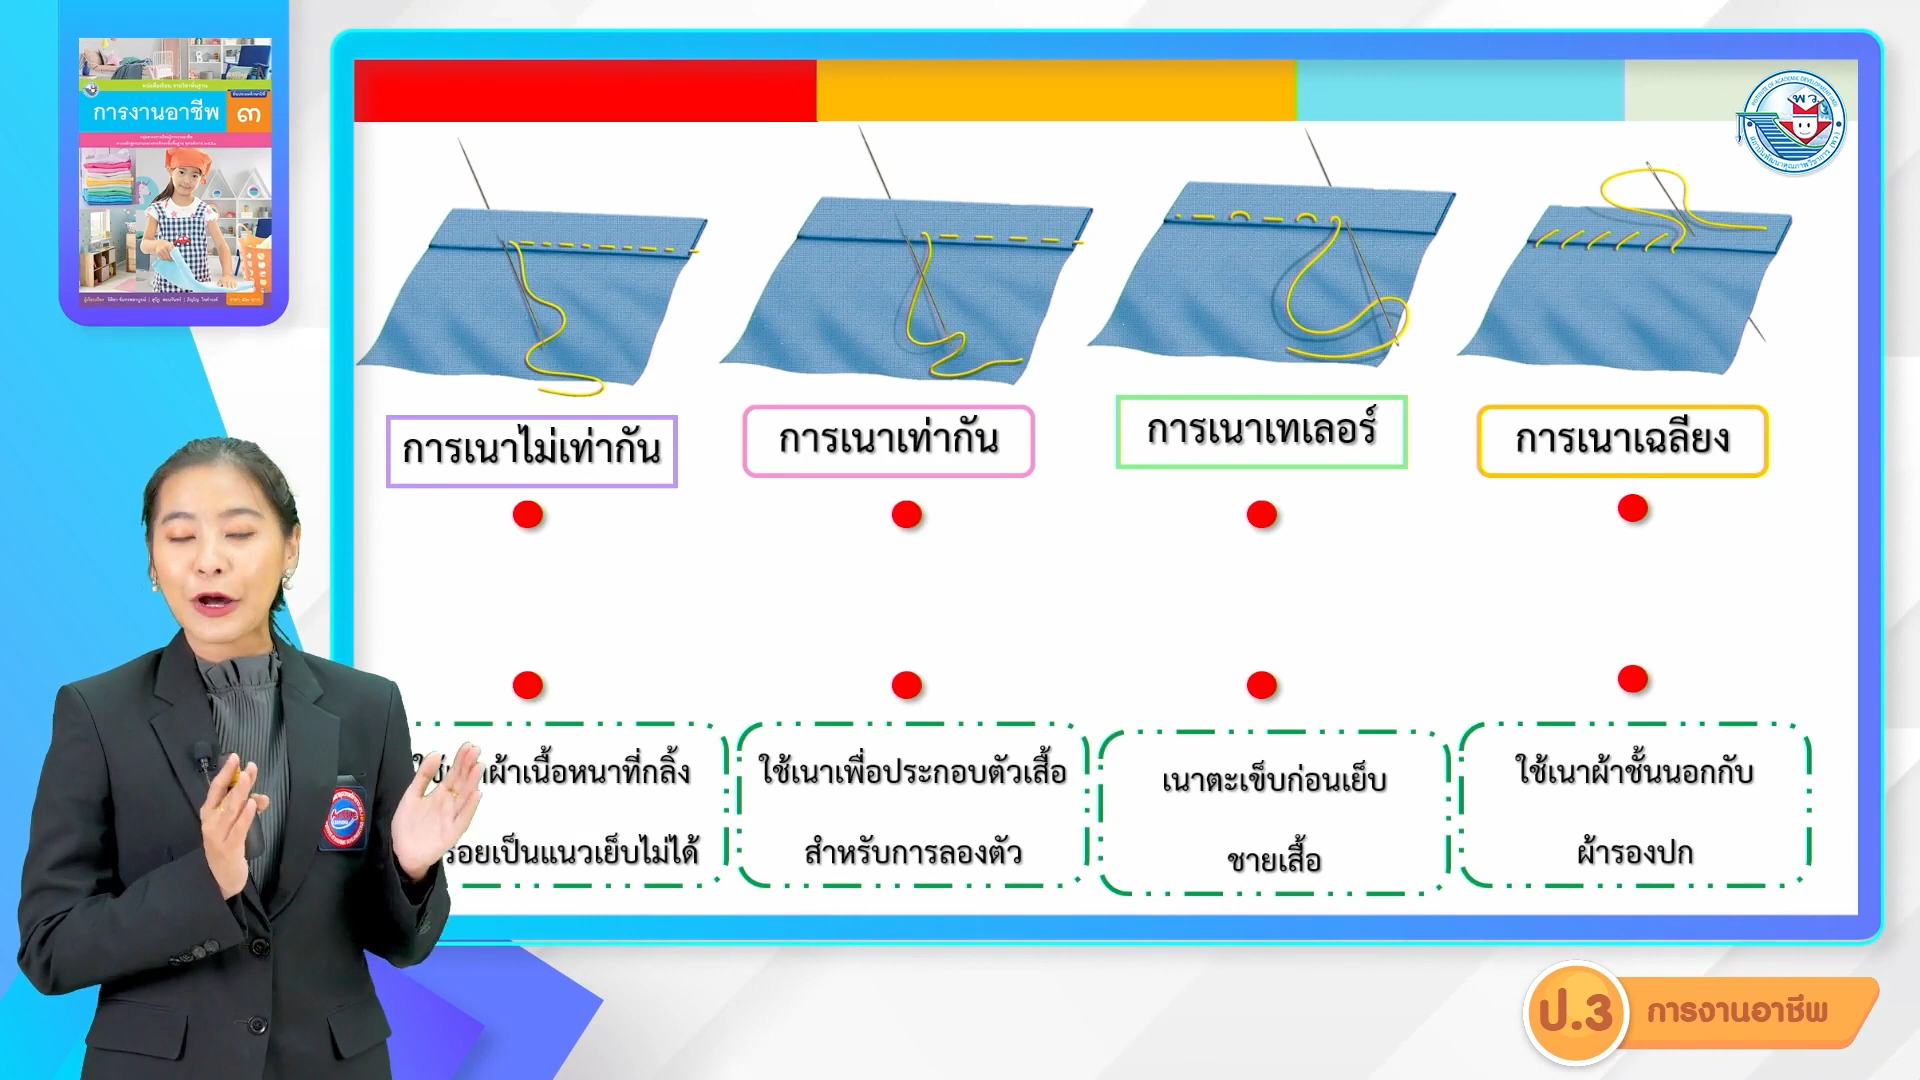 การงานอาชีพ ๓
พว.
การเนาไม่เท่ากัน
การเนาเท่ากัน
การเนาเทเลอร์
การเนาเฉลียง
ผ้าเนื้อหนาที่กลิ้ง
รอยเป็นแนวเย็บไม่ได้
ใช้เนาเพื่อประกอบตัวเสื้อ
สำหรับการลองตัว
เนาตะเข็บก่อนเย็บ
ชายเสื้อ
ใช้เนาผ้าชั้นนอกกับ
ผ้ารองปก
ป.3 การงานอาชีพ